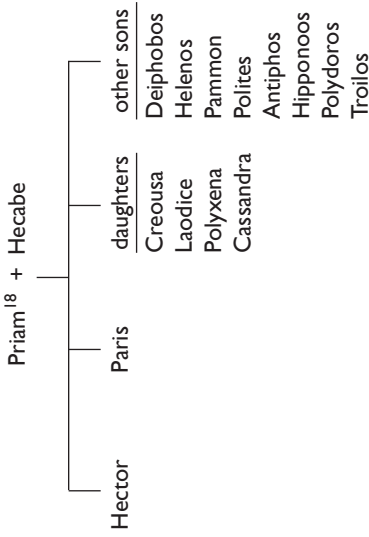 Priam18 + Hecabe
Hector
Paris
daughters
Creousa
Laodice
Polyxena
Cassandra
other sons
Deiphobos
Helenos
Pammon
Polites
Antiphos
Hipponoos
Polydoros
Troilos